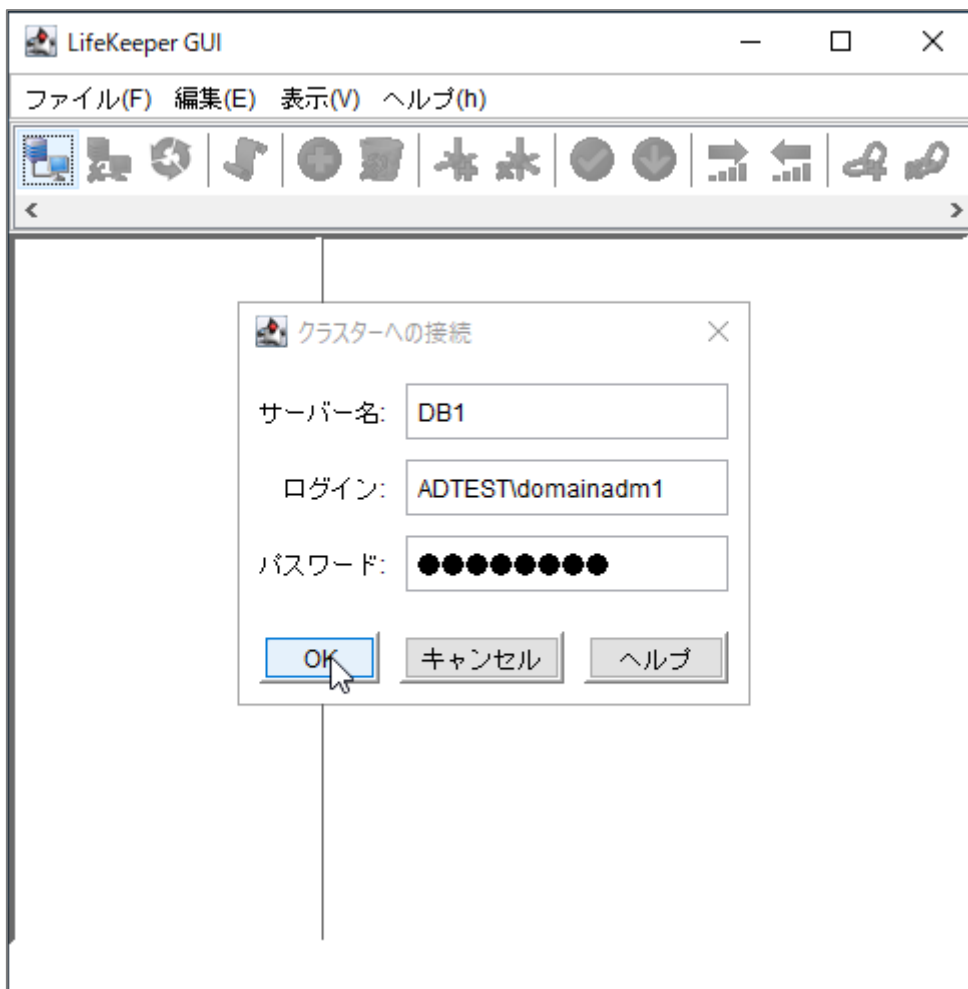 LifeKeeper GUI
ファイル(F) 編集(E) 表示(V) ヘルプ(h)
クラスターへの接続
サーバー名: DB1
ログイン: ADTEST\domainadm1
パスワード: ●●●●●●●●
OK キャンセル ヘルプ